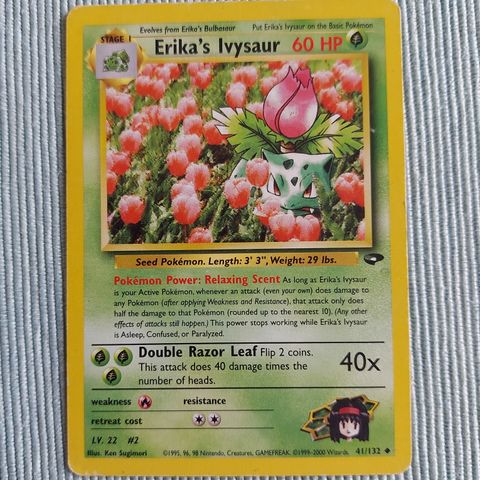 Evolves from Erika's Bulbasaur Put Erika's Ivysaur on the Basic Pokémon
STAGE 1
Erika's Ivysaur 60 HP
Seed Pokémon. Length: 3' 3", Weight: 29 lbs.
Pokémon Power: Relaxing Scent As long as Erika's Ivysaur
is your Active Pokémon, whenever an attack (even your own) does damage to
any Pokémon (after applying Weakness and Resistance), that attack only does
half the damage to that Pokémon (rounded up to the nearest 10). (Any other
effects of attacks still happen.) This power stops working while Erika's Ivysaur
is Asleep, Confused, or Paralyzed.
Double Razor Leaf Flip 2 coins.
This attack does 40 damage times the
number of heads.
40x
weakness resistance
retreat cost
LV. 22 #2
Illus. Ken Sugimori ©1995, 96, 98 Nintendo, Creatures, GAMEFREAK. ©1999-2000 Wizards. 41/132